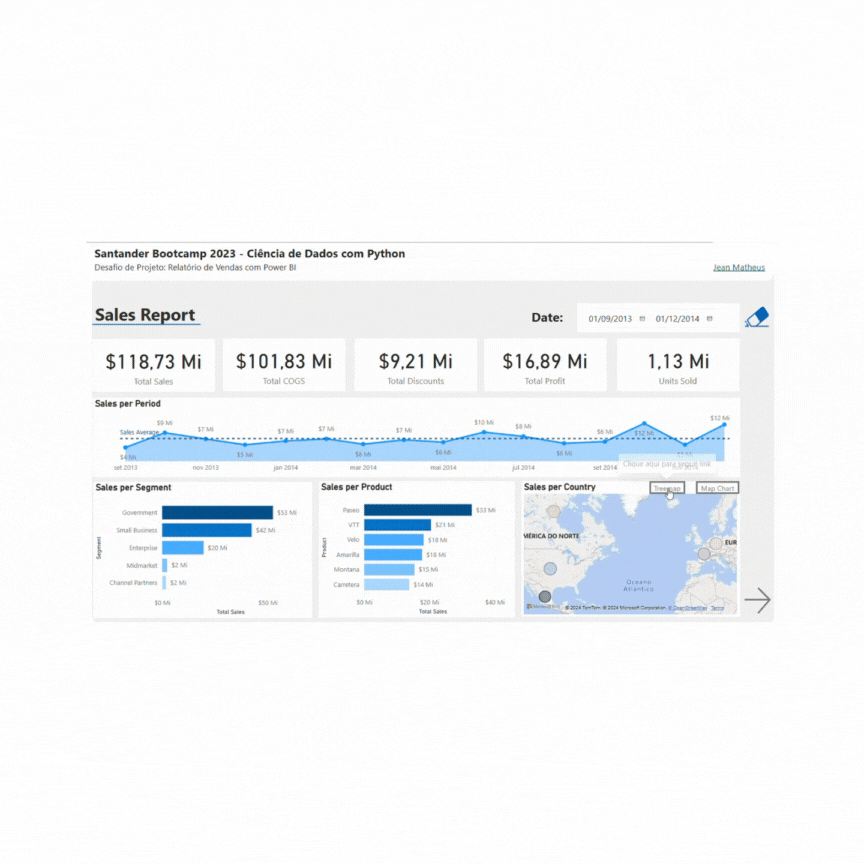 Santander Bootcamp 2023 - Ciência de Dados com Python
Desafio de Projeto: Relatório de Vendas com Power BI
Jean Matheus
Sales Report
Date:
01/09/2013
01/12/2014
$118,73 Mi
Total Sales
$101,83 Mi
Total COGS
$9,21 Mi
Total Discounts
$16,89 Mi
Total Profit
1,13 Mi
Units Sold
Sales per Period
Sales Average
$4 Mi
$9 Mi
$7 Mi
$5 Mi
$7 Mi
$7 Mi
$6 Mi
$7 Mi
$6 Mi
$10 Mi
$8 Mi
$6 Mi
$6 Mi
$12 Mi
$12 Mi
set 2013
nov 2013
jan 2014
mar 2014
mai 2014
jul 2014
set 2014
nov 2014
Clique aqui para seguir link
Sales per Segment
Segment
Government
$53 Mi
Small Business
$42 Mi
Enterprise
$20 Mi
Midmarket
$2 Mi
Channel Partners
$2 Mi
$0 Mi
$50 Mi
Total Sales
Sales per Product
Product
Paseo
$33 Mi
VTT
$21 Mi
Velo
$18 Mi
Amarilla
$18 Mi
Montana
$15 Mi
Carretera
$14 Mi
$0 Mi
$20 Mi
$40 Mi
Total Sales
Sales per Country
Treemap
Map Chart
MÉRICA DO NORTE
EUR
Oceano
Atlântico
© 2024 TomTom, © 2024 Microsoft Corporation, © OpenStreetMap Terms